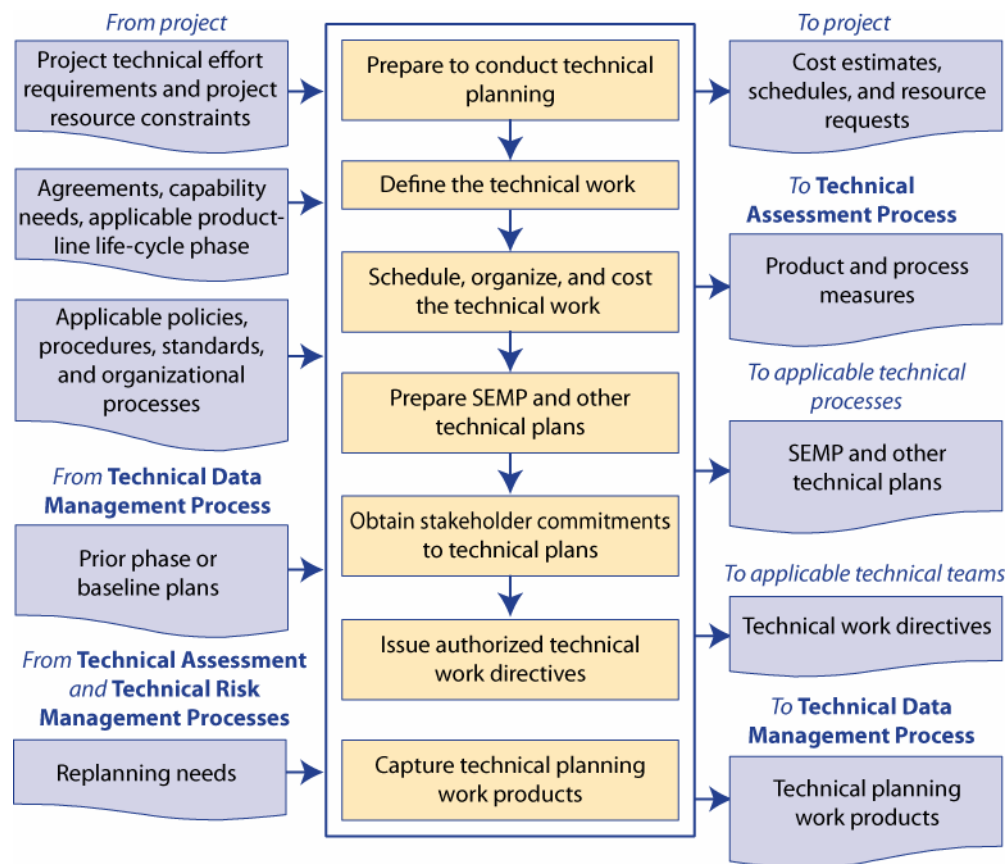 From project
Project technical effort
requirements and project
resource constraints
Agreements, capability
needs, applicable product-
line life-cycle phase
Applicable policies,
procedures, standards,
and organizational
processes
From Technical Data
Management Process
Prior phase or
baseline plans
From Technical Assessment
and Technical Risk
Management Processes
Replanning needs
Prepare to conduct technical
planning
Define the technical work
Schedule, organize, and cost
the technical work
Prepare SEMP and other
technical plans
Obtain stakeholder commitments
to technical plans
Issue authorized technical
work directives
Capture technical planning
work products
To project
Cost estimates,
schedules, and resource
requests
To Technical
Assessment Process
Product and process
measures
To applicable technical
processes
SEMP and other
technical plans
To applicable technical teams
Technical work directives
To Technical Data
Management Process
Technical planning
work products